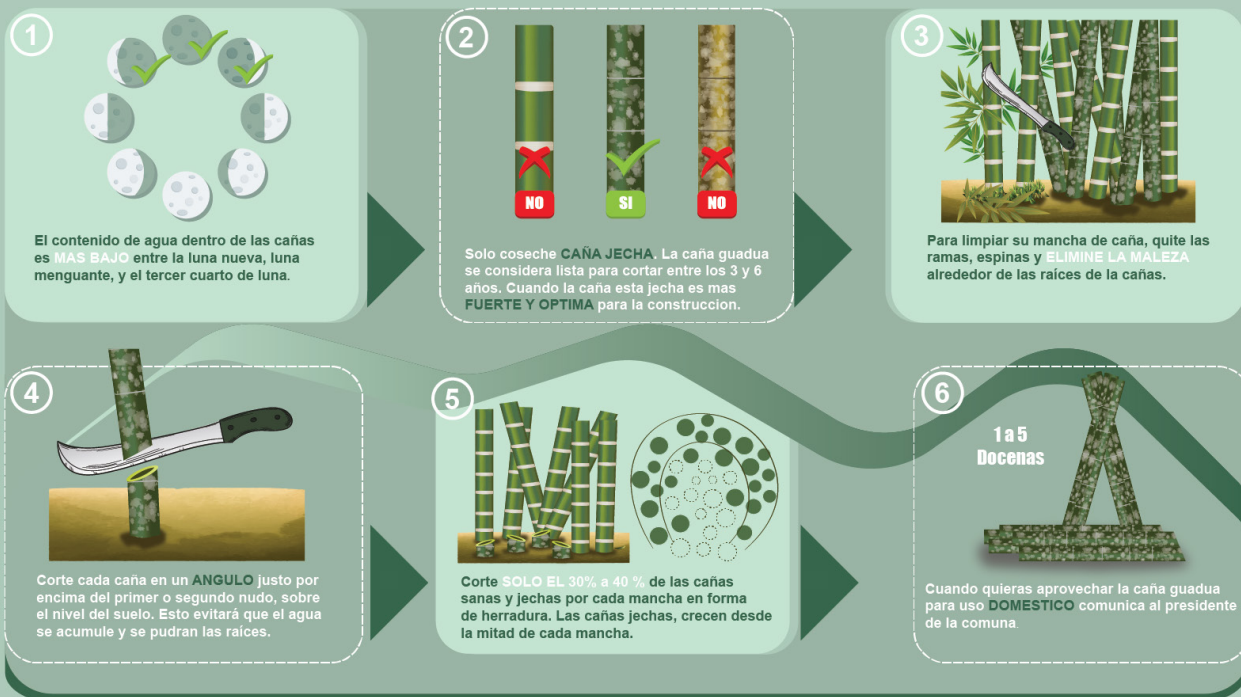 1
El contenido de agua dentro de las cañas
es MAS BAJO entre la luna nueva, luna
menguante, y el tercer cuarto de luna.
2
NO
SI
NO
Solo coseche CAÑA JECHA. La caña guadua
se considera lista para cortar entre los 3 y 6
años. Cuando la caña esta jecha es mas
FUERTE Y OPTIMA para la construccion.
3
Para limpiar su mancha de caña, quite las
ramas, espinas y ELIMINE LA MALEZA
alrededor de las raíces de la cañas.
4
Corte cada caña en un ANGULO justo por
encima del primer o segundo nudo, sobre
el nivel del suelo. Esto evitará que el agua
se acumule y se pudran las raíces.
5
Corte SOLO EL 30% a 40 % de las cañas
sanas y jechas por cada mancha en forma
de herradura. Las cañas jechas, crecen desde
la mitad de cada mancha.
6
1 a 5
Docenas
Cuando quieras aprovechar la caña guadua
para uso DOMESTICO comunica al presidente
de la comuna.